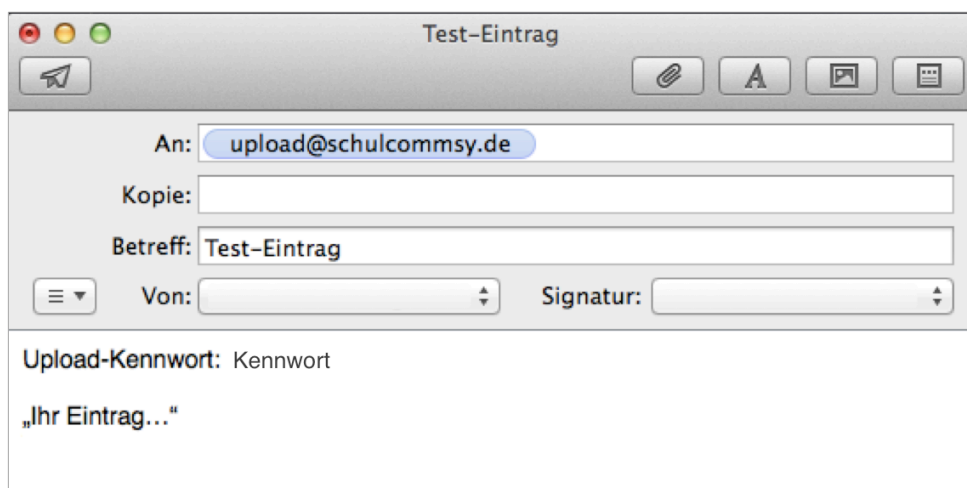 Test-Eintrag
An: upload@schulcommsy.de
Kopie:
Betreff: Test-Eintrag
Von: Signatur:
Upload-Kennwort: Kennwort
„Ihr Eintrag…“